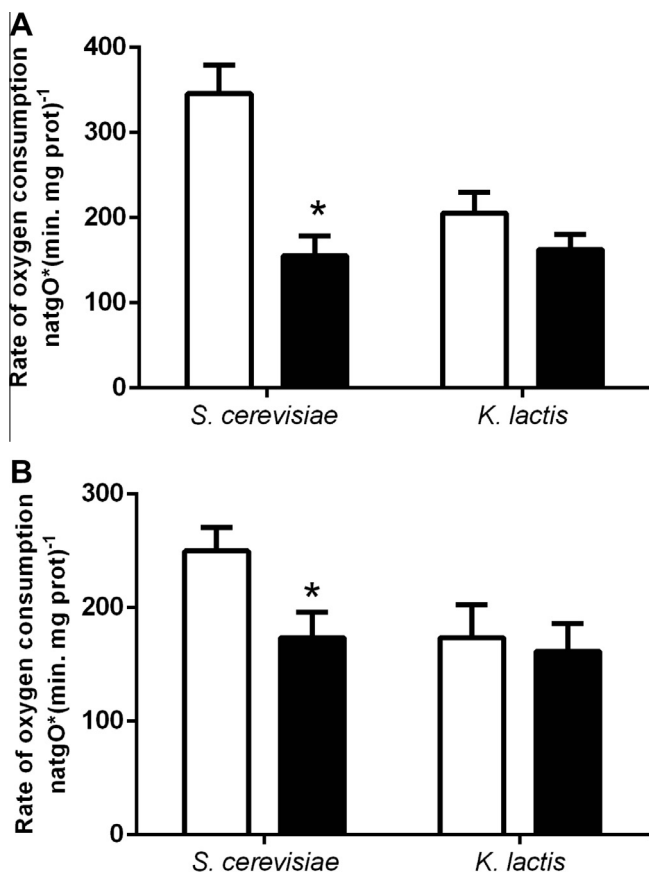 A
Rate of oxygen consumption
natgO*(min. mg prot)-1
400
300
200
100
0
*
S. cerevisiae
K. lactis
B
Rate of oxygen consumption
natgO*(min. mg prot)-1
300
200
100
0
*
S. cerevisiae
K. lactis